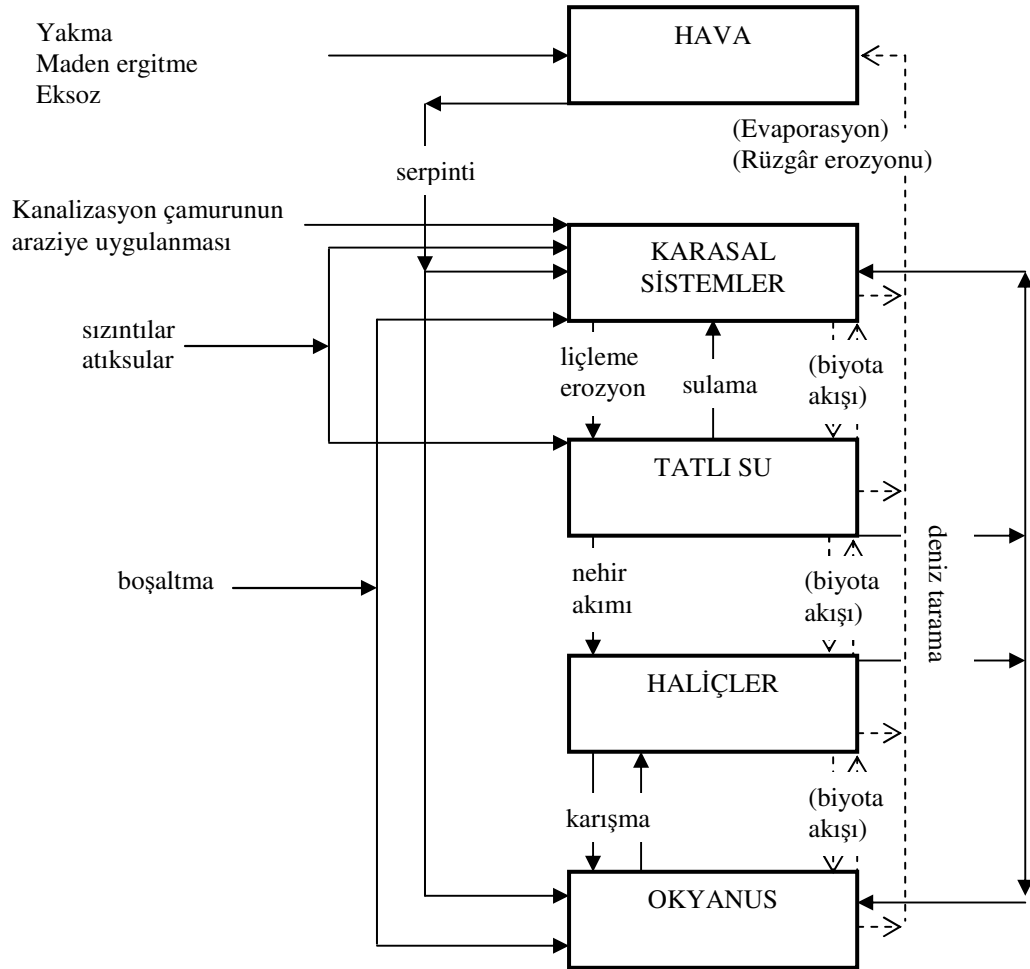 Yakma
Maden ergitme
Eksoz
HAVA
(Evaporasyon)
(Rüzgâr erozyonu)
serpinti
Kanalizasyon çamurunun
araziye uygulanması
KARASAL
SİSTEMLER
sızıntılar
atıksular
liçleme
erozyon
sulama
(biyota
akışı)
TATLI SU
deniz tarama
boşaltma
nehir
akımı
(biyota
akışı)
HALİÇLER
karışma
(biyota
akışı)
OKYANUS